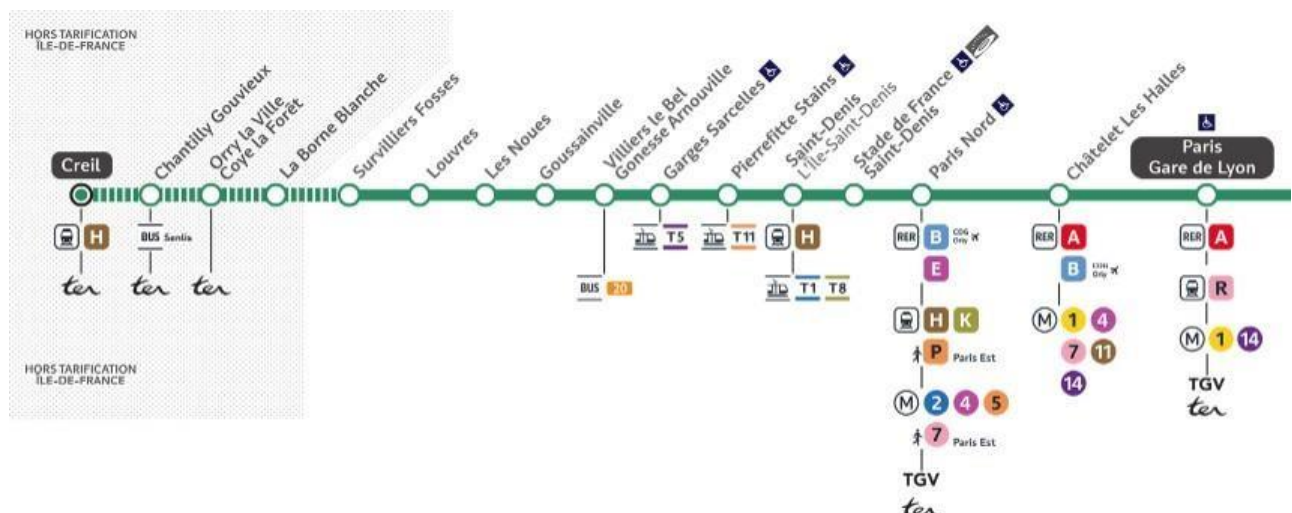 HORS TARIFICATION
ÎLE-DE-FRANCE
Creil
Chantilly Gouvieux
Orry la Ville
Coye la Forêt
La Borne Blanche
Survilliers Fosses
Louvres
Les Noues
Goussainville
Villiers le Bel
Gonesse Arnouville
Garges Sarcelles
Pierrefitte Stains
Saint-Denis
L'Île-Saint-Denis
Stade de France
Saint-Denis
Paris Nord
Châtelet Les Halles
Paris
Gare de Lyon
H
ter
BUS Senlis
ter
ter
BUS 20
T5
T11
H
T1 T8
RER B CDG
Orly
E
H K
P Paris Est
M 2 4 5
7 Paris Est
TGV
ter
RER A
B CDG
Orly
M 1 4
7 11
14
RER A
R
M 1 14
TGV
ter
HORS TARIFICATION
ÎLE-DE-FRANCE